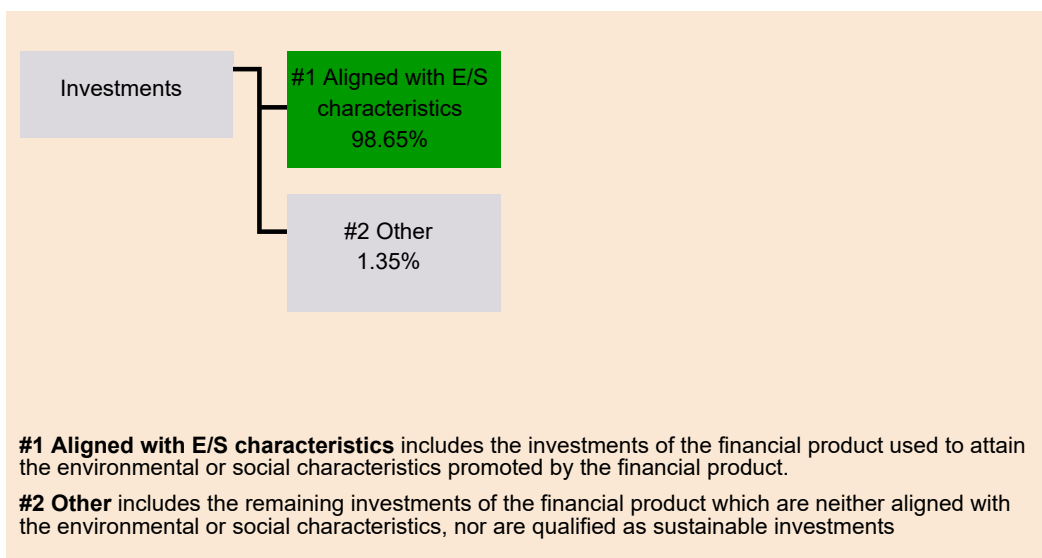 Investments
#1 Aligned with E/S
characteristics
98.65%
#2 Other
1.35%
#1 Aligned with E/S characteristics includes the investments of the financial product used to attain
the environmental or social characteristics promoted by the financial product.
#2 Other includes the remaining investments of the financial product which are neither aligned with
the environmental or social characteristics, nor are qualified as sustainable investments